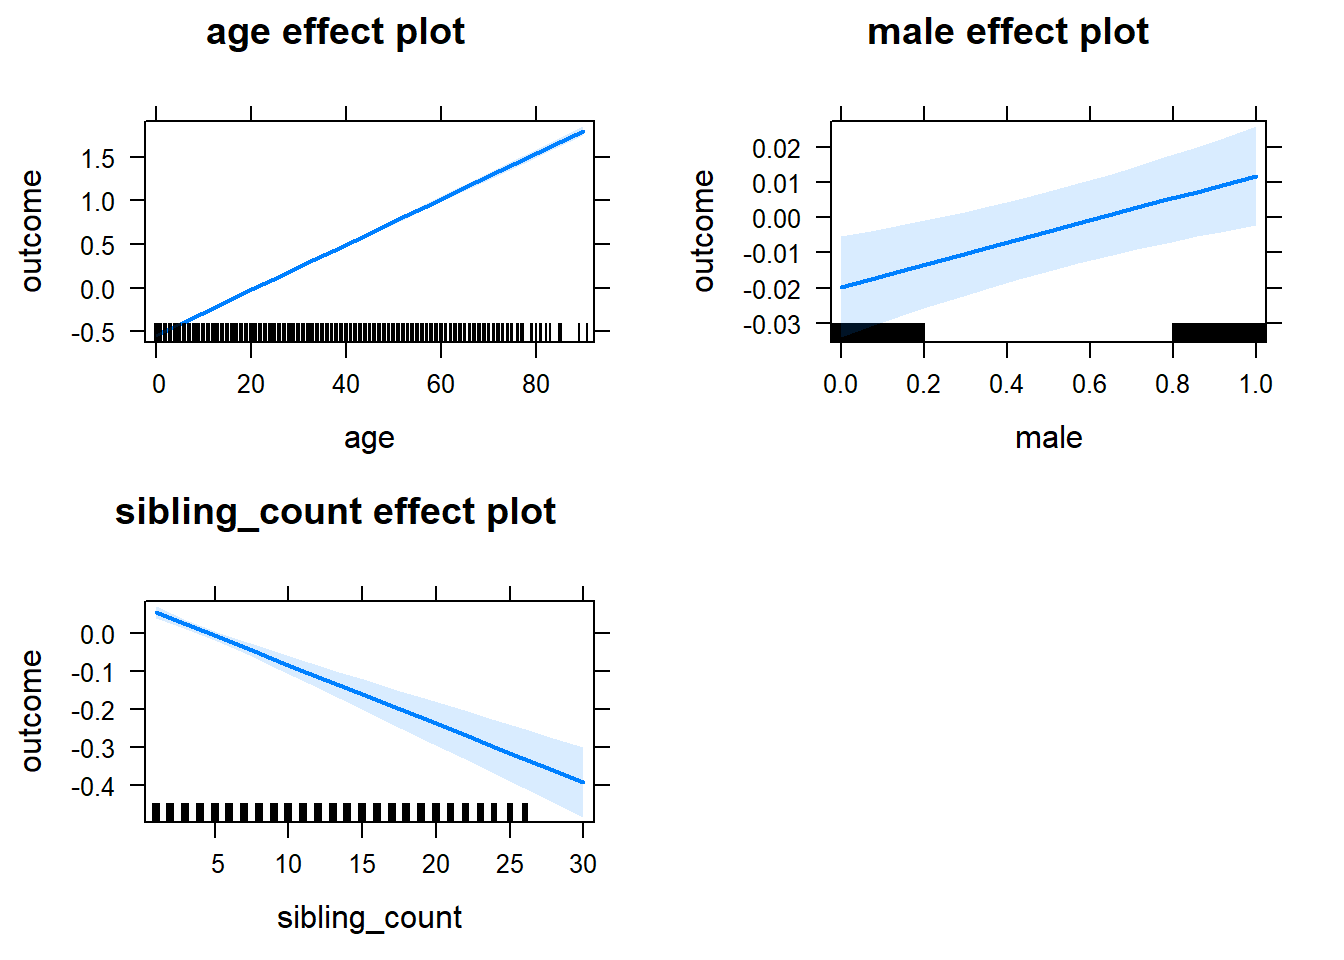 age effect plot
outcome
1.5
1.0
0.5
0.0
-0.5
0 20 40 60 80
age
male effect plot
outcome
0.02
0.01
0.00
-0.01
-0.02
-0.03
0.0 0.2 0.4 0.6 0.8 1.0
male
sibling_count effect plot
outcome
0.0
-0.1
-0.2
-0.3
-0.4
5 10 15 20 25 30
sibling_count